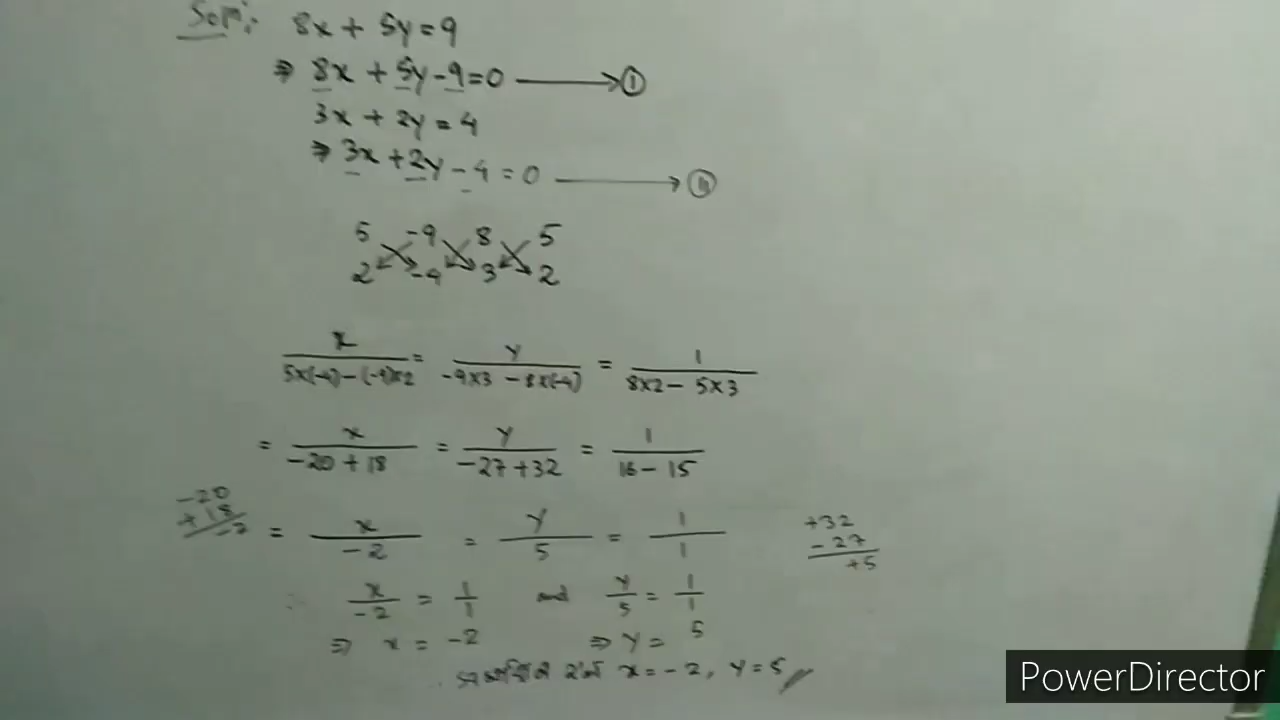 Soln:
8x + 5y = 9
⇒ 8x + 5y - 9 = 0 ⟶ ①
3x + 2y = 4
⇒ 3x + 2y - 4 = 0 ⟶ ⑪
5 -9 8 5
2 -4 3 2
x/(5×(-4)-(-9)×2) = y/(-9×3 - 8×(-4)) = 1/(8×2 - 5×3)
= x/(-20 + 18) = y/(-27 + 32) = 1/(16 - 15)
-20
+ 18
-2
= x/(-2) = y/5 = 1/1
+32
- 27
+5
∴ x/(-2) = 1/1 and y/5 = 1/1
⇒ x = -2 ⇒ y = 5
x = -2, y = 5
PowerDirector